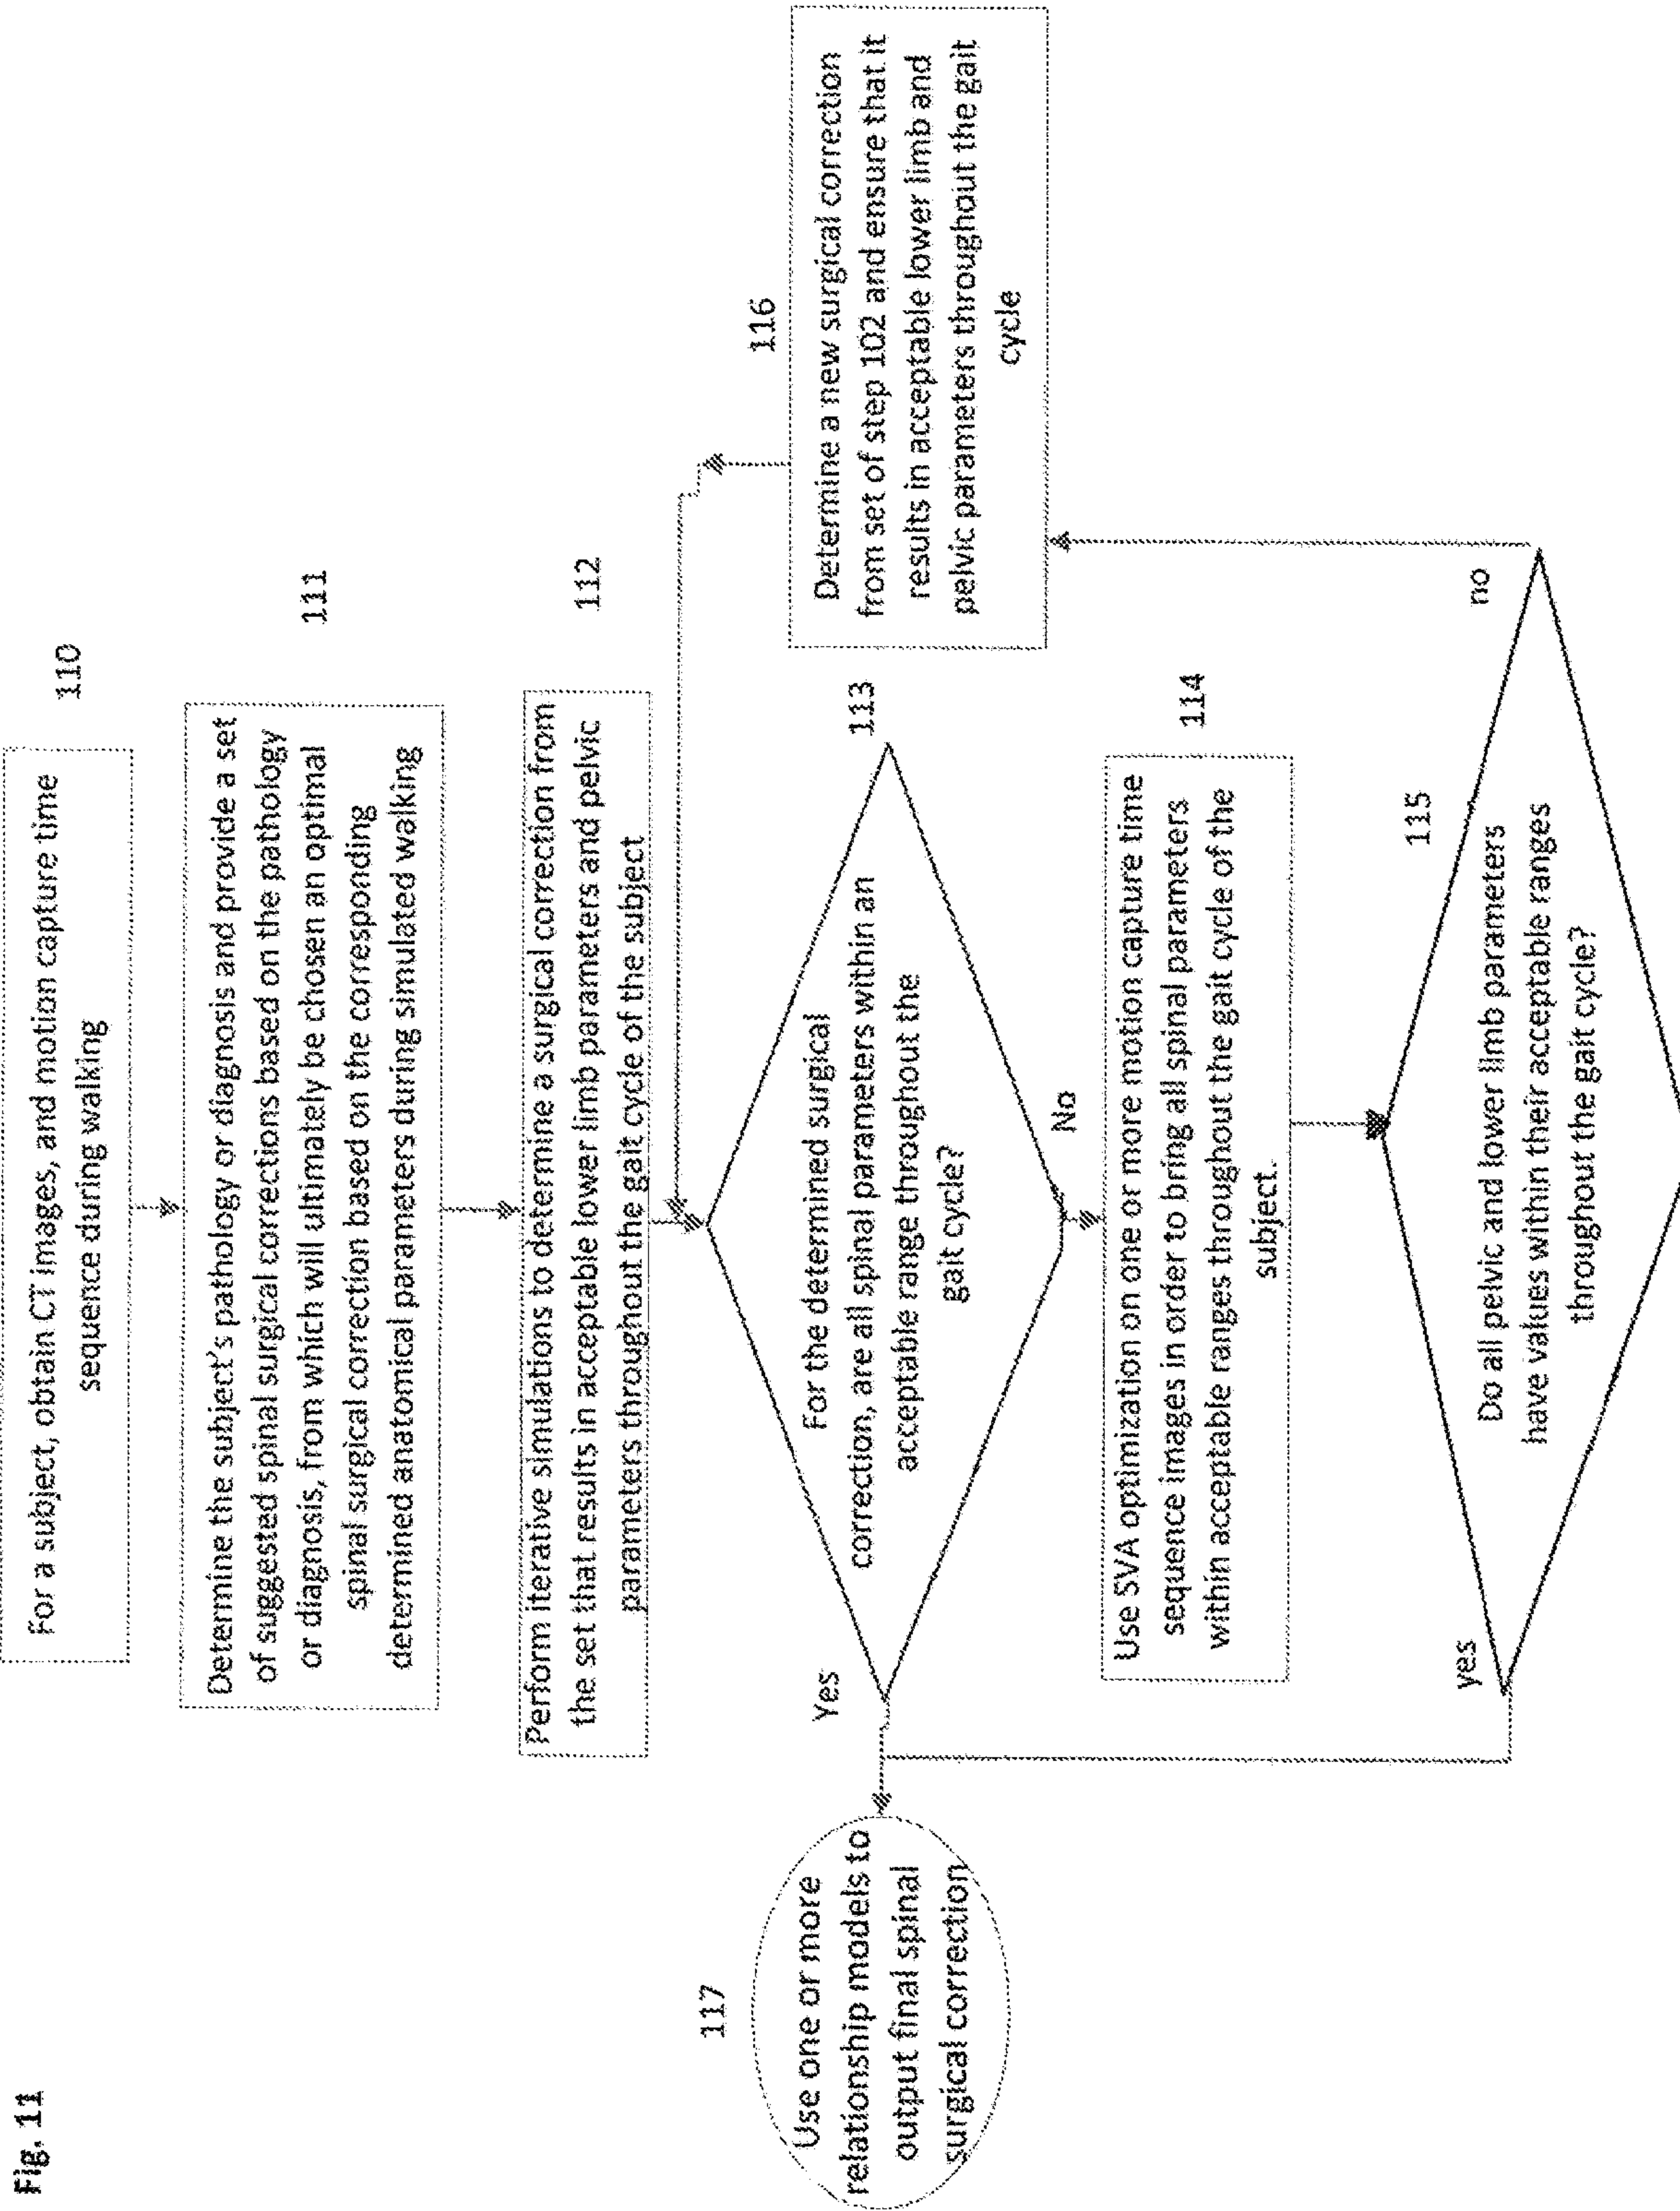 Fig. 11
110
For a subject, obtain CT images, and motion capture time
sequence during walking
111
Determine the subject's pathology or diagnosis and provide a set
of suggested spinal surgical corrections based on the pathology
or diagnosis, from which will ultimately be chosen an optimal
spinal surgical correction based on the corresponding
determined anatomical parameters during simulated walking
112
Perform iterative simulations to determine a surgical correction from
the set that results in acceptable lower limb parameters and pelvic
parameters throughout the gait cycle of the subject
113
For the determined surgical
correction, are all spinal parameters within an
acceptable range throughout the
gait cycle?
Yes
No
114
Use SVA optimization on one or more motion capture time
sequence images in order to bring all spinal parameters
within acceptable ranges throughout the gait cycle of the
subject.
115
Do all pelvic and lower limb parameters
have values within their acceptable ranges
throughout the gait cycle?
yes
no
116
Determine a new surgical correction
from set of step 102 and ensure that it
results in acceptable lower limb and
pelvic parameters throughout the gait
cycle
117
Use one or more
relationship models to
output final spinal
surgical correction